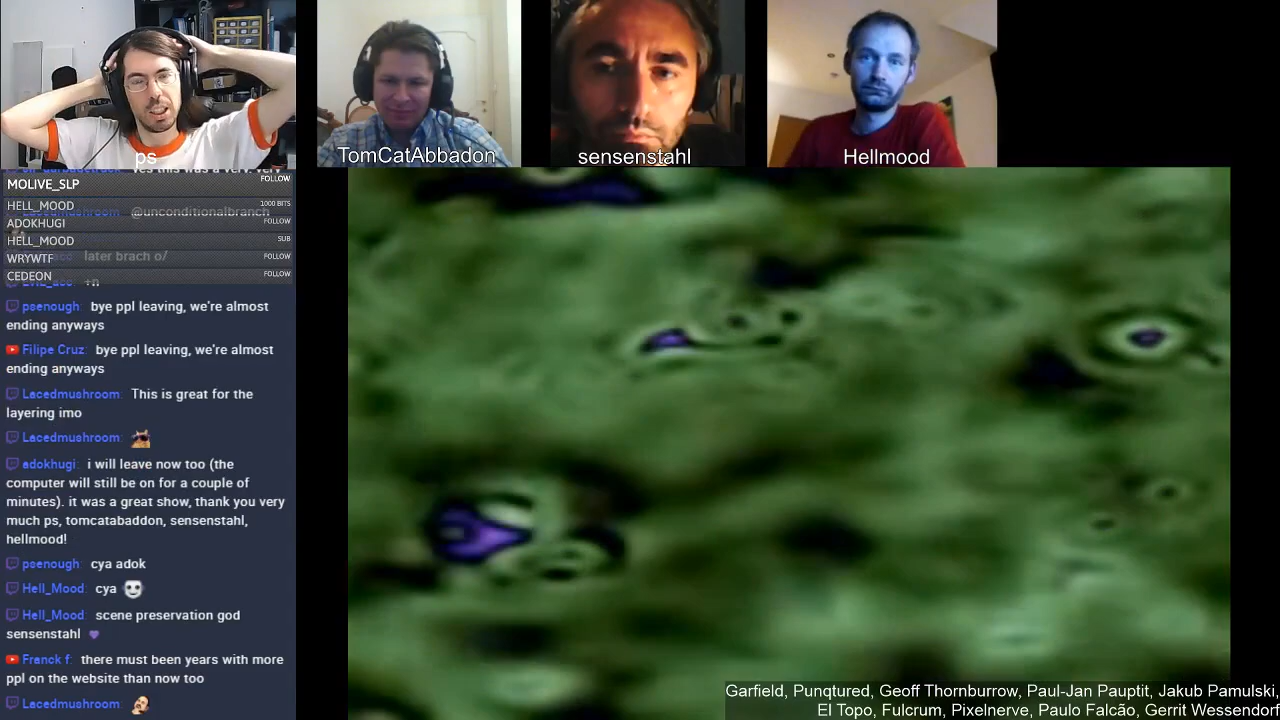 ps
TomCatAbbadon
sensenstahl
Hellmood
MOLIVE_SLP FOLLOW
HELL_MOOD 1000 BITS
@unconditionalbranch
ADOKHUGI FOLLOW
HELL_MOOD SUB
later brach o/
WRYWTF FOLLOW
CEDEON FOLLOW
psenough: bye ppl leaving, we're almost
ending anyways
Filipe Cruz: bye ppl leaving, we're almost
ending anyways
Lacedmushroom: This is great for the
layering imo
Lacedmushroom:
adokhugi: i will leave now too (the
computer will still be on for a couple of
minutes). it was a great show, thank you very
much ps, tomcatabaddon, sensenstahl,
hellmood!
psenough: cya adok
Hell_Mood: cya
Hell_Mood: scene preservation god
sensenstahl
Franck f: there must been years with more
ppl on the website than now too
Lacedmushroom:
Garfield, Punqtured, Geoff Thornburrow, Paul-Jan Pauptit, Jakub Pamulski,
El Topo, Fulcrum, Pixelnerve, Paulo Falcão, Gerrit Wessendorf